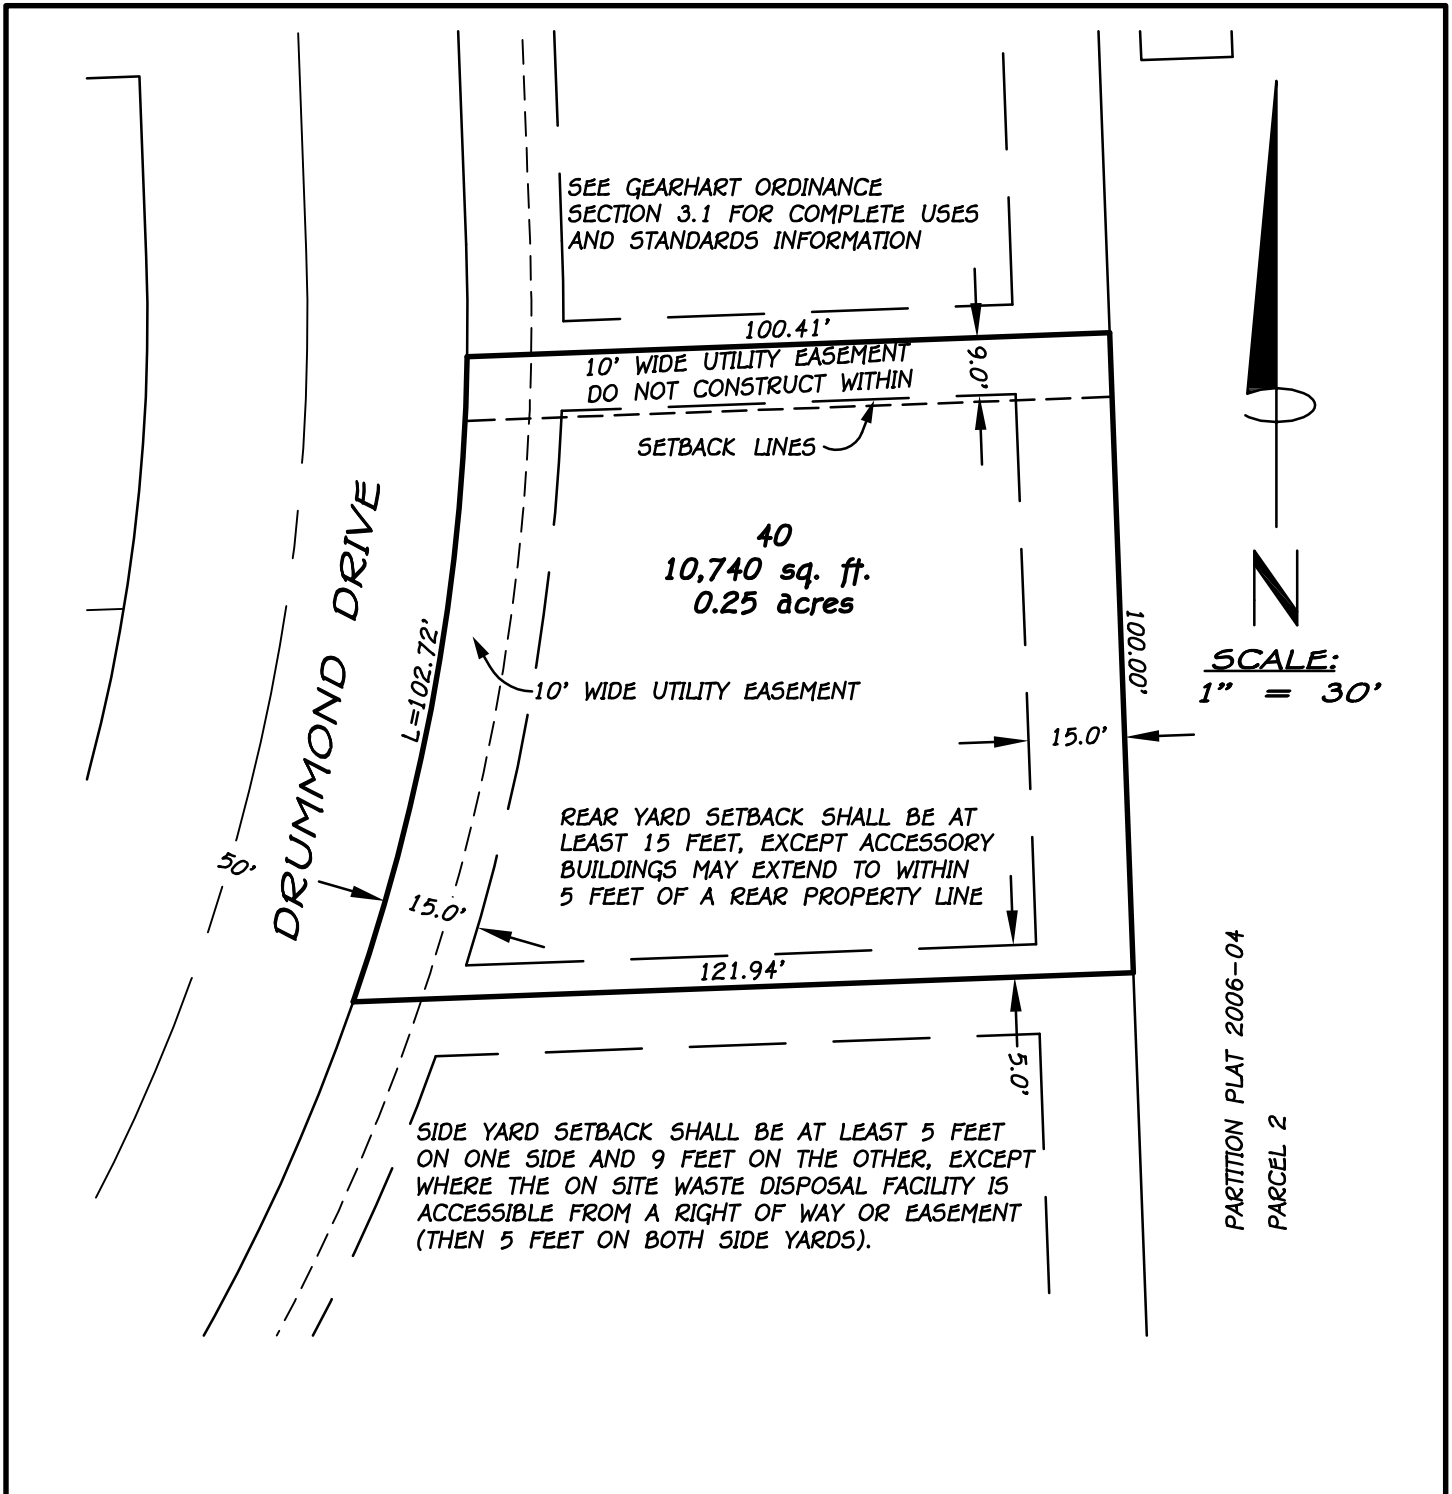 SEE GEARHART ORDINANCE
SECTION 3.1 FOR COMPLETE USES
AND STANDARDS INFORMATION
100.41'
10' WIDE UTILITY EASEMENT
DO NOT CONSTRUCT WITHIN
9.0'
SETBACK LINES
40
10,740 sq. ft.
0.25 acres
DRUMMOND DRIVE
L=102.72'
10' WIDE UTILITY EASEMENT
100.00'
N
SCALE:
1" = 30'
15.0'
REAR YARD SETBACK SHALL BE AT
LEAST 15 FEET, EXCEPT ACCESSORY
BUILDINGS MAY EXTEND TO WITHIN
5 FEET OF A REAR PROPERTY LINE
50'
15.0'
121.94'
5.0'
SIDE YARD SETBACK SHALL BE AT LEAST 5 FEET
ON ONE SIDE AND 9 FEET ON THE OTHER, EXCEPT
WHERE THE ON SITE WASTE DISPOSAL FACILITY IS
ACCESSIBLE FROM A RIGHT OF WAY OR EASEMENT
(THEN 5 FEET ON BOTH SIDE YARDS).
PARTITION PLAT 2006-04
PARCEL 2